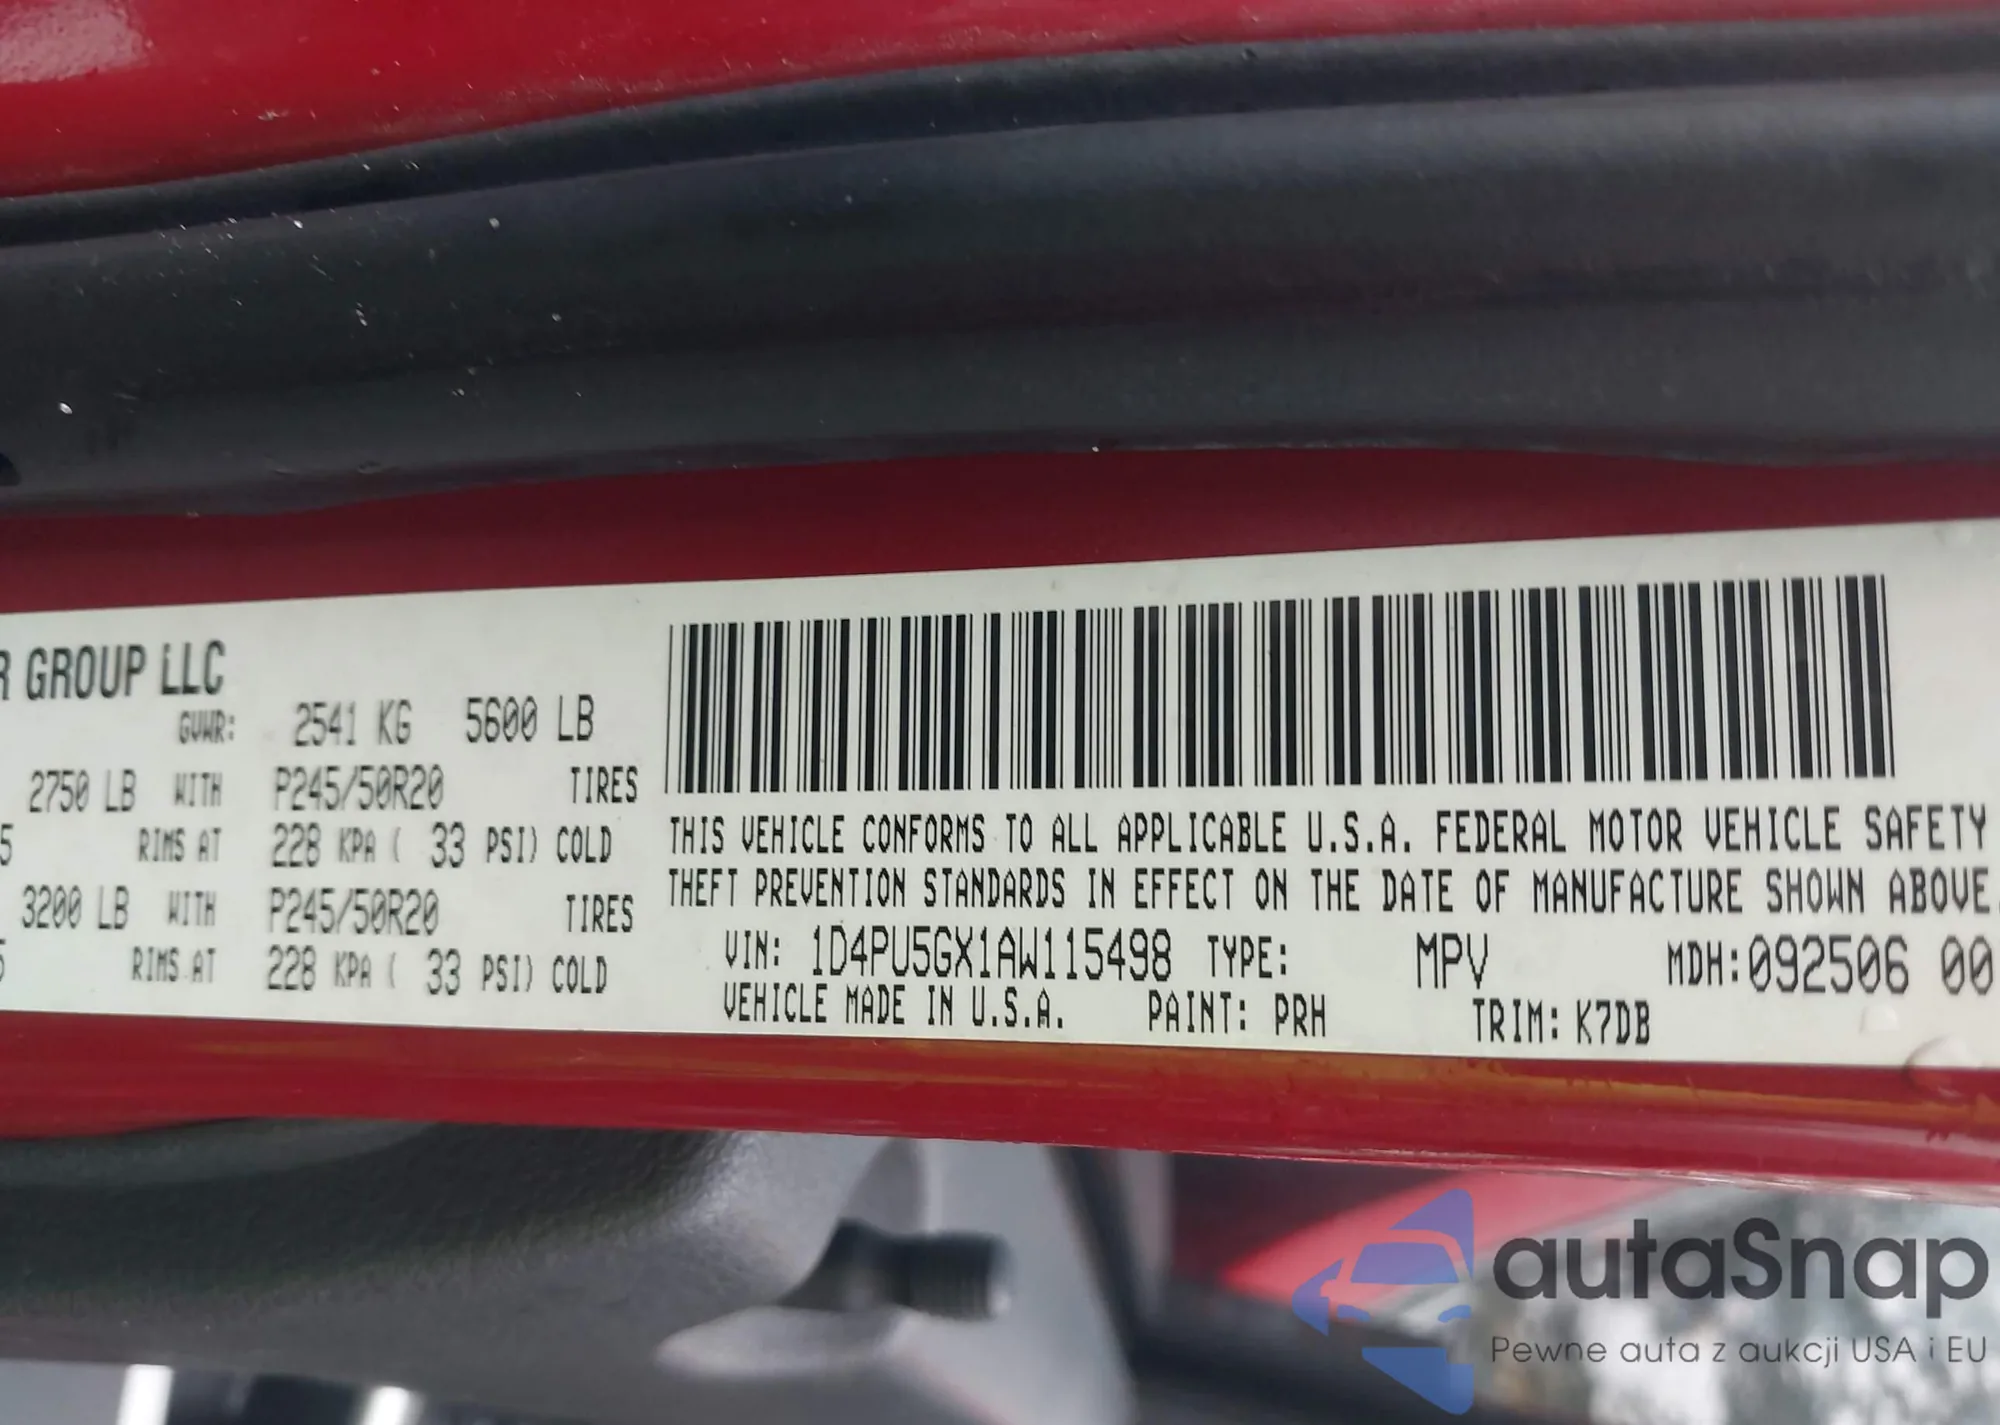 R GROUP LLC
GVWR: 2541 KG 5600 LB
2750 LB WITH P245/50R20 TIRES
5 RIMS AT 228 KPA ( 33 PSI) COLD
3200 LB WITH P245/50R20 TIRES
5 RIMS AT 228 KPA ( 33 PSI) COLD
THIS VEHICLE CONFORMS TO ALL APPLICABLE U.S.A. FEDERAL MOTOR VEHICLE SAFETY
THEFT PREVENTION STANDARDS IN EFFECT ON THE DATE OF MANUFACTURE SHOWN ABOVE.
VIN: 1D4PU5GX1AW115498 TYPE: MPV MDH:092506 00
VEHICLE MADE IN U.S.A. PAINT: PRH TRIM: K7DB
autaSnap
Pewne auta z aukcji USA i EU